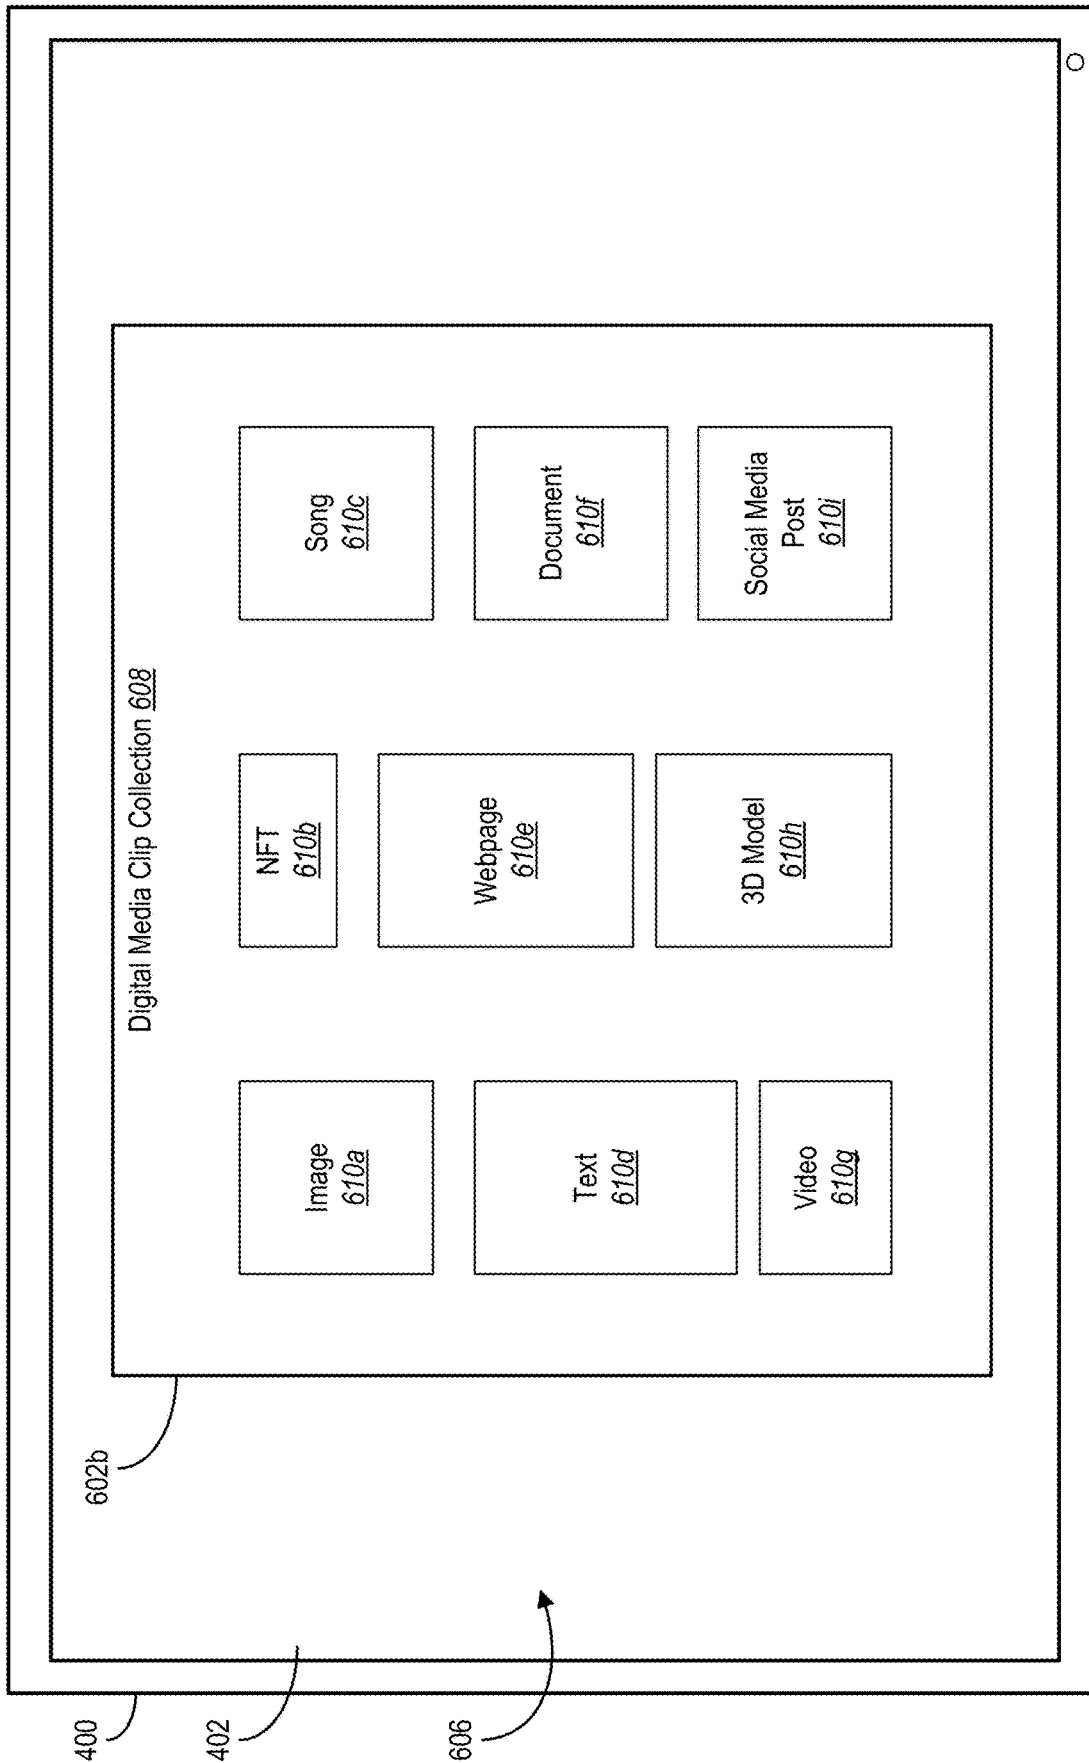 400
402
606
602b
Digital Media Clip Collection 608
Image
610a
NFT
610b
Song
610c
Text
610d
Webpage
610e
Document
610f
Video
610g
3D Model
610h
Social Media
Post
610i